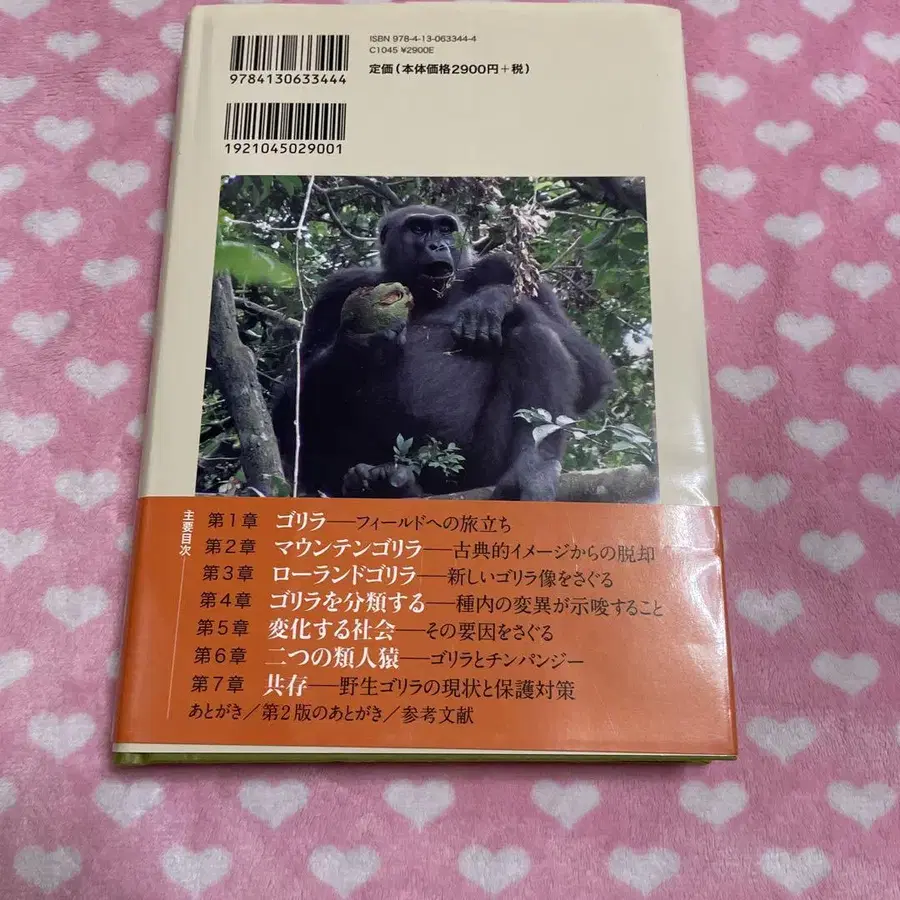 ISBN 978-4-13-063344-4
C1045 ¥2900E
定価(本体価格2900円+税)
9784130633444
1921045029001
主要目次
第1章 ゴリラ──フィールドへの旅立ち
第2章 マウンテンゴリラ──古典的イメージからの脱却
第3章 ローランドゴリラ──新しいゴリラ像をさぐる
第4章 ゴリラを分類する──種内の変異が示唆すること
第5章 変化する社会──その要因をさぐる
第6章 二つの類人猿──ゴリラとチンパンジー
第7章 共存──野生ゴリラの現状と保護対策
あとがき/第2版のあとがき/参考文献